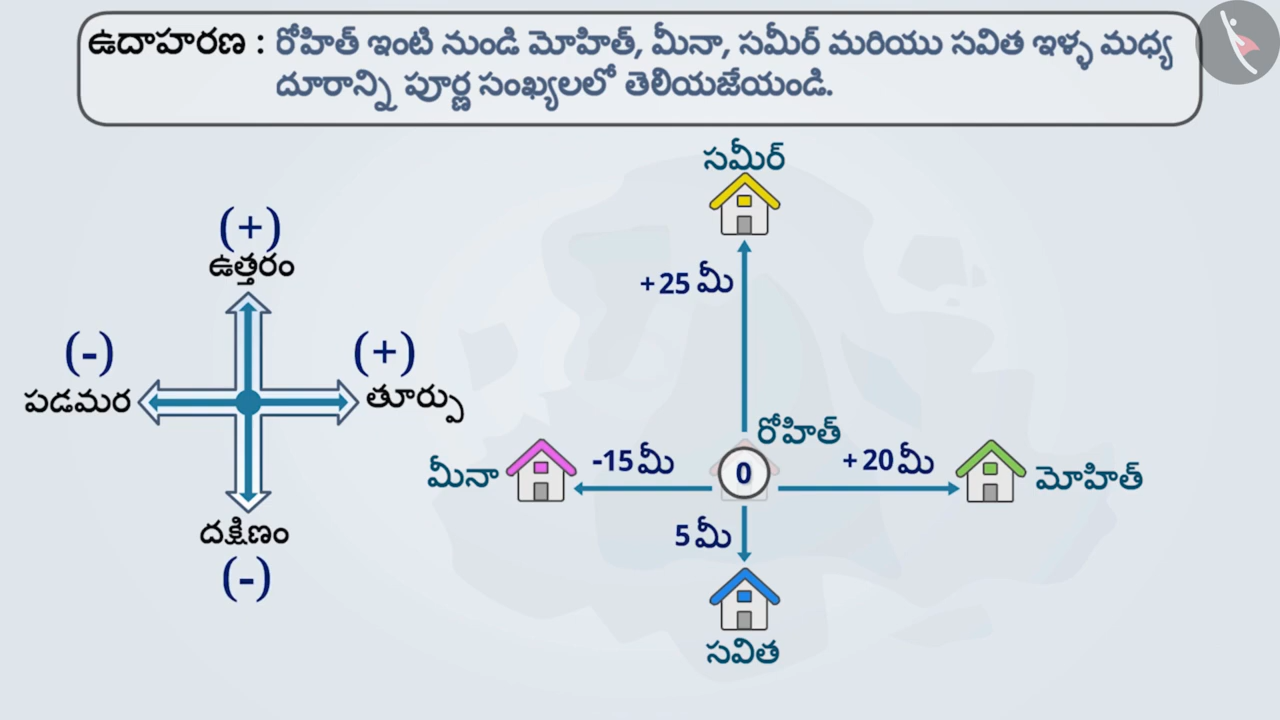 ఉదాహరణ : రోహిత్ ఇంటి నుండి మోహిత్, మీనా, సమీర్ మరియు సవిత ఇళ్ళ మధ్య
దూరాన్ని పూర్ణ సంఖ్యలలో తెలియజేయండి.
సమీర్
(+)
ఉత్తరం
+25 మీ
(-)
(+)
పడమర
తూర్పు
రోహిత్
మీనా
-15 మీ
0
+20 మీ
మోహిత్
దక్షిణం
(-)
5 మీ
సవిత